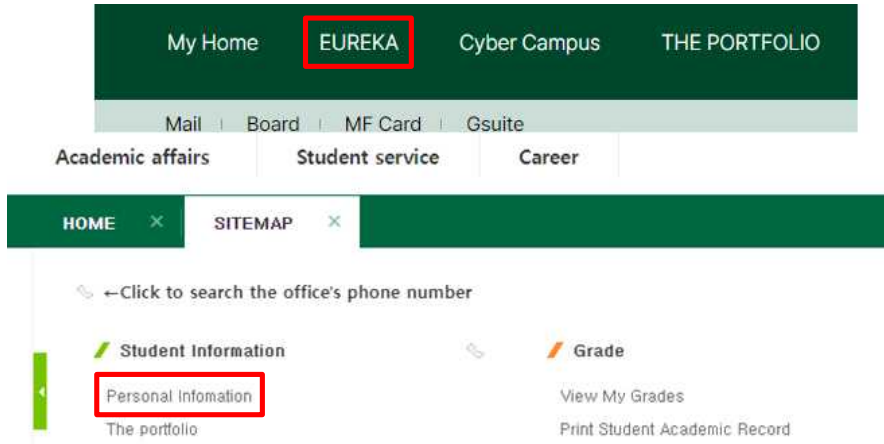 My Home EUREKA Cyber Campus THE PORTFOLIO
Mail Board MF Card Gsuite
Academic affairs Student service Career
HOME × SITEMAP ×
←Click to search the office's phone number
Student Information Grade
Personal Infomation View My Grades
The portfolio Print Student Academic Record